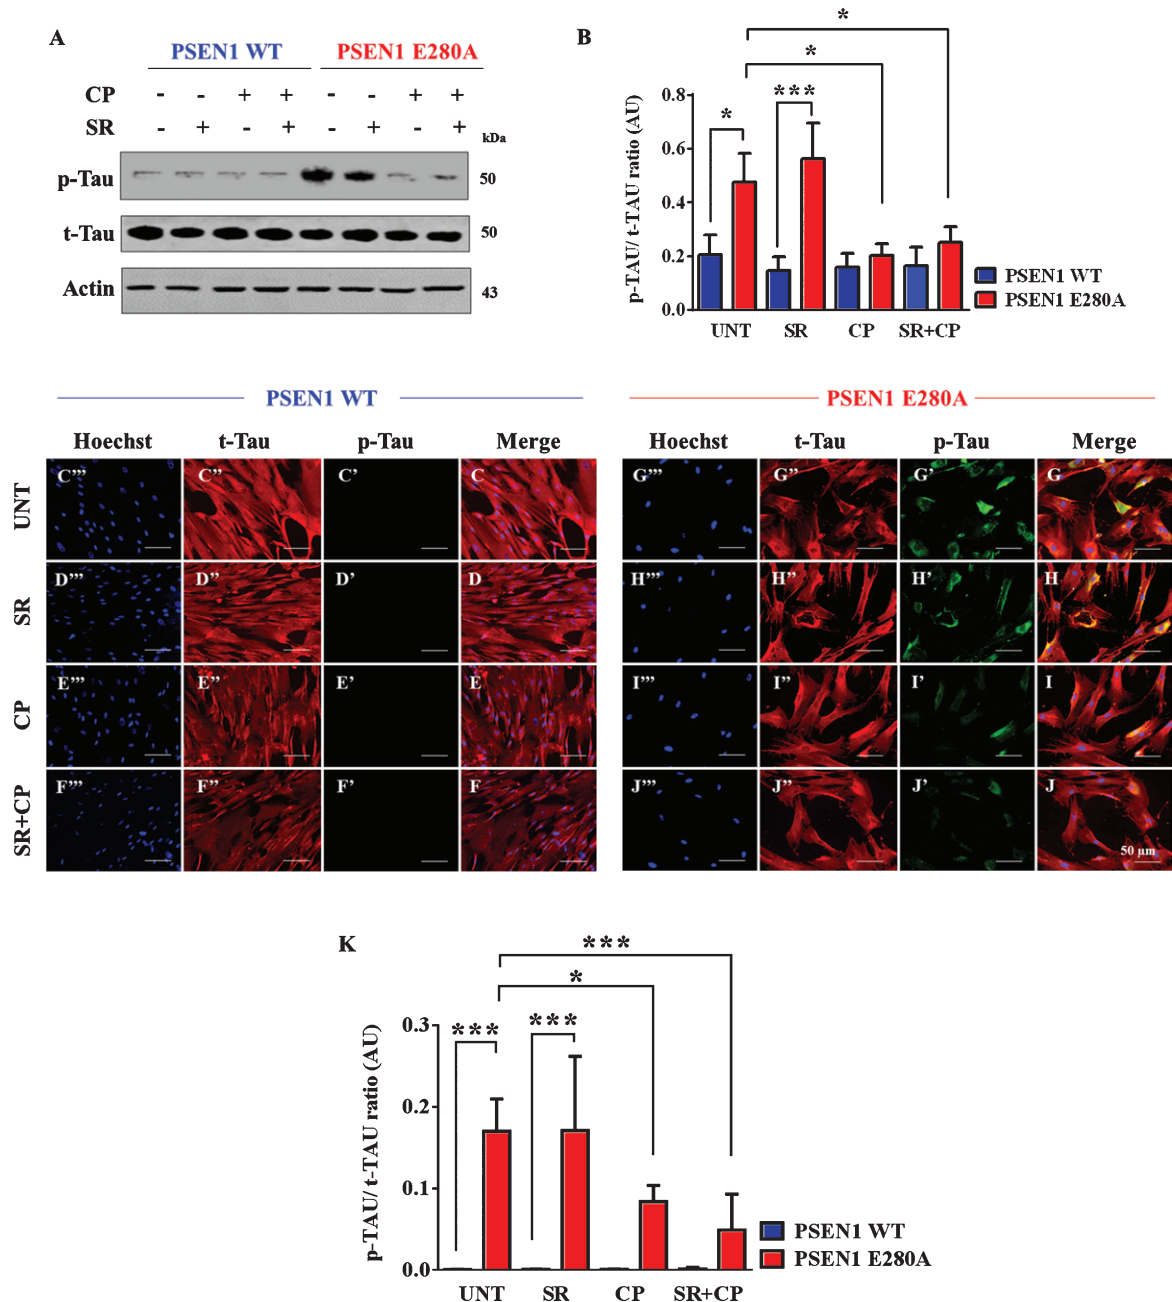 A
PSEN1 WT PSEN1 E280A
CP - - + + - - + +
SR - + - + - + - +
kDa
p-Tau 50
t-Tau 50
Actin 43
B
*
*
* ***
p-TAU/ t-TAU ratio (AU)
0.8
0.6
0.4
0.2
0.0
UNT SR CP SR+CP
PSEN1 WT
PSEN1 E280A
PSEN1 WT PSEN1 E280A
Hoechst t-Tau p-Tau Merge Hoechst t-Tau p-Tau Merge
UNT C''' C'' C' C G''' G'' G' G
SR D''' D'' D' D H''' H'' H' H
CP E''' E'' E' E I''' I'' I' I
SR+CP F''' F'' F' F J''' J'' J' J
50 µm
K
***
*
*** ***
p-TAU/ t-TAU ratio (AU)
0.3
0.2
0.1
0.0
UNT SR CP SR+CP
PSEN1 WT
PSEN1 E280A